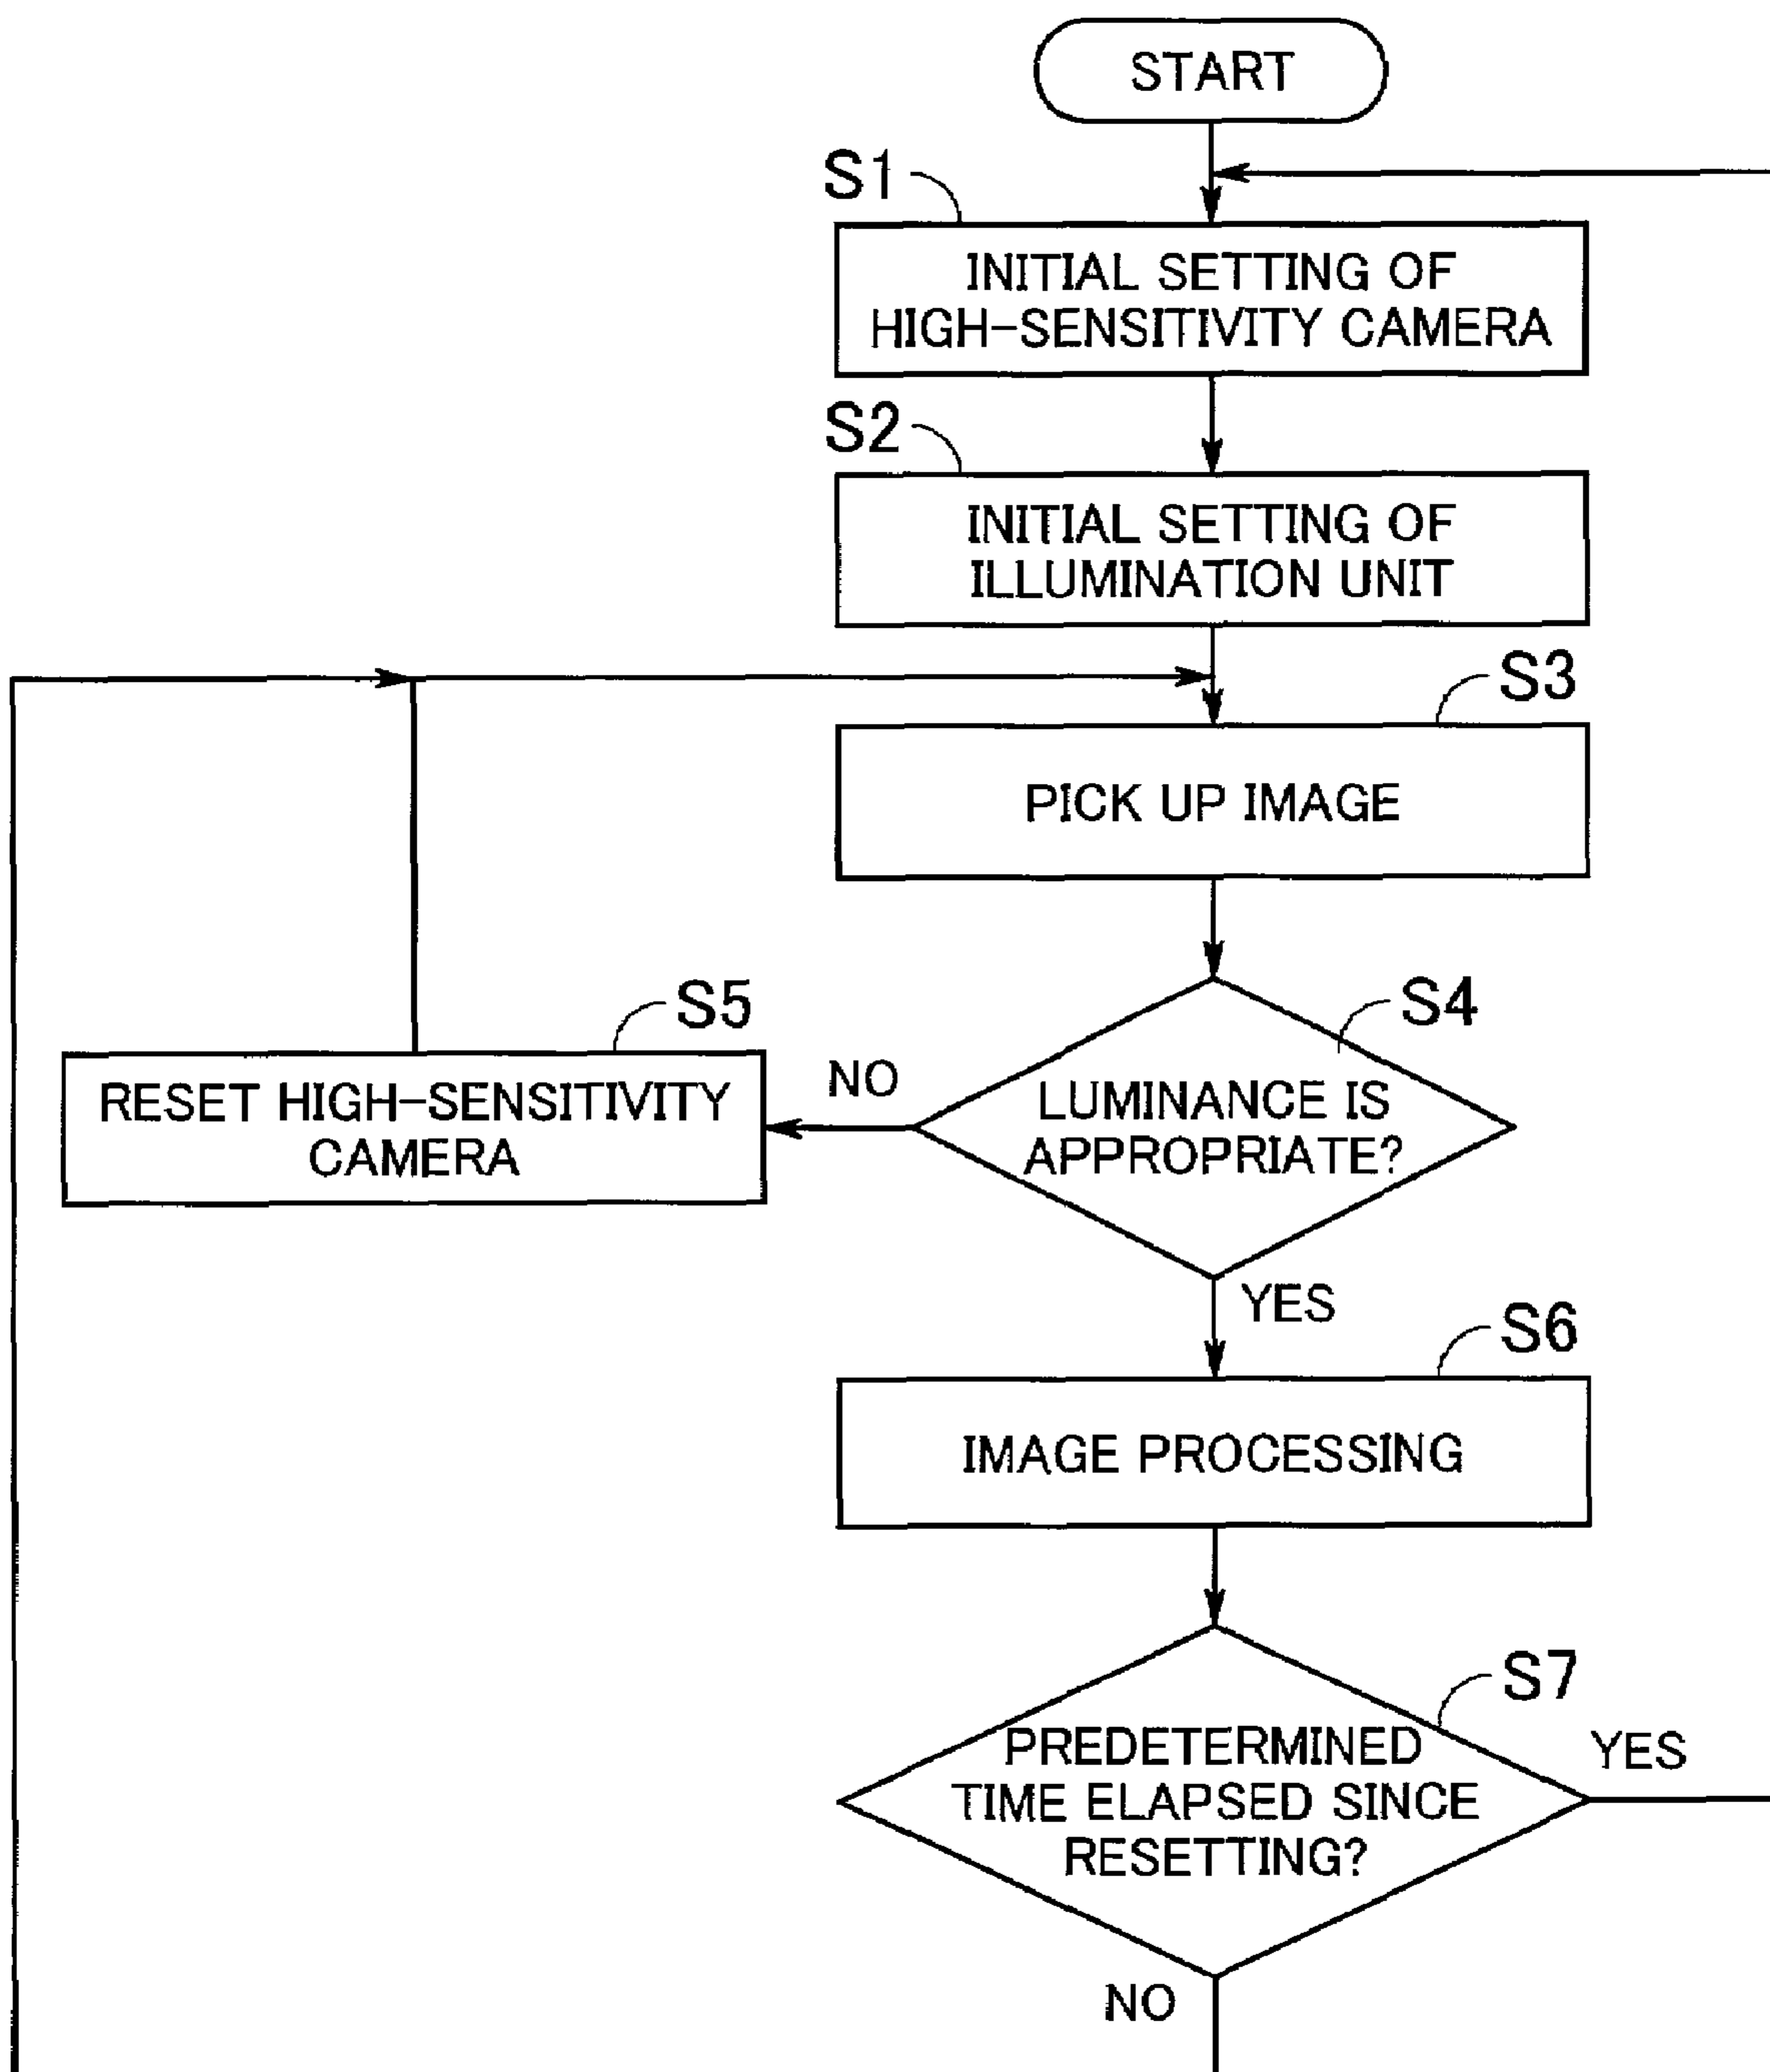 START
S1
INITIAL SETTING OF
HIGH-SENSITIVITY CAMERA
S2
INITIAL SETTING OF
ILLUMINATION UNIT
S3
PICK UP IMAGE
S4
LUMINANCE IS
APPROPRIATE?
NO
S5
RESET HIGH-SENSITIVITY
CAMERA
YES
S6
IMAGE PROCESSING
S7
PREDETERMINED
TIME ELAPSED SINCE
RESETTING?
YES
NO